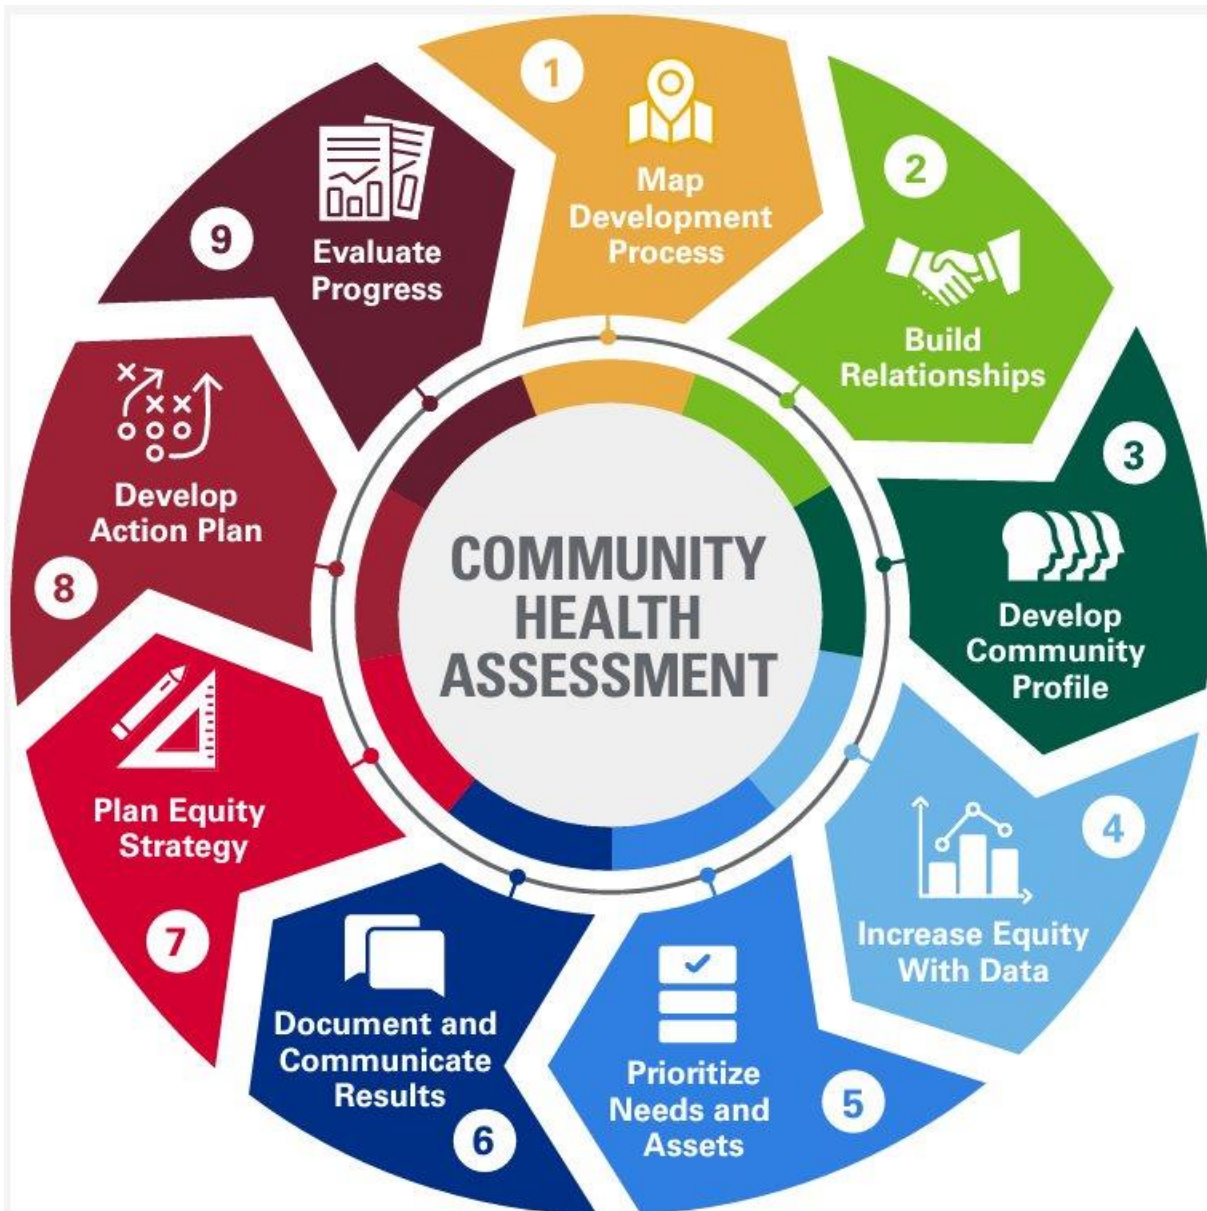 1
Map
Development
Process
2
Build
Relationships
3
Develop
Community
Profile
4
Increase Equity
With Data
5
Prioritize
Needs and
Assets
6
Document and
Communicate
Results
7
Plan Equity
Strategy
8
Develop
Action Plan
9
Evaluate
Progress
COMMUNITY
HEALTH
ASSESSMENT